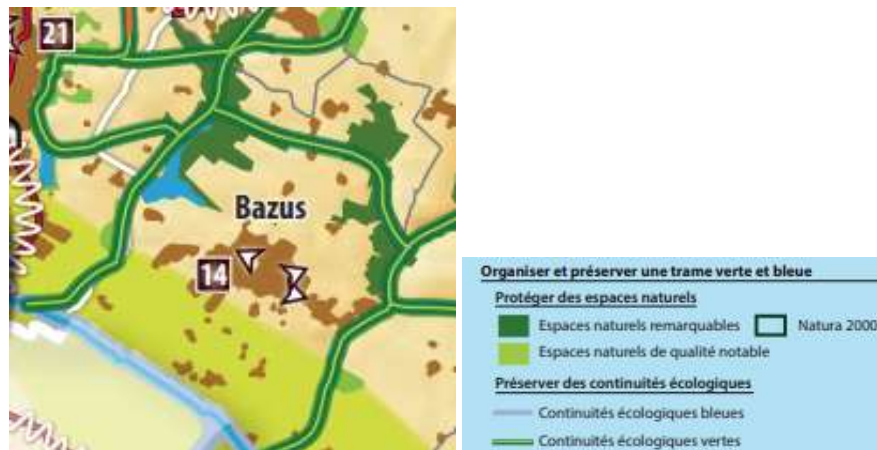 21
Bazus
14
Organiser et préserver une trame verte et bleue
Protéger des espaces naturels
Espaces naturels remarquables
Natura 2000
Espaces naturels de qualité notable
Préserver des continuités écologiques
Continuités écologiques bleues
Continuités écologiques vertes